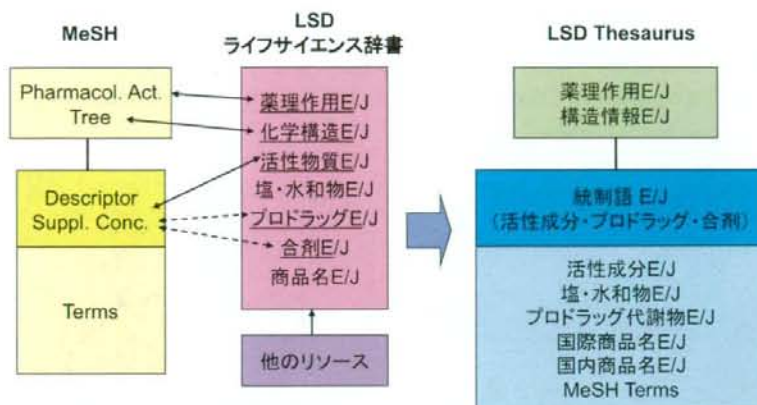 MeSH
Pharmacol. Act.
Tree
Descriptor
Suppl. Conc.
Terms
LSD
ライフサイエンス辞書
薬理作用E/J
化学構造E/J
活性物質E/J
塩・水和物E/J
プロドラッグE/J
合剤E/J
商品名E/J
他のリソース
LSD Thesaurus
薬理作用E/J
構造情報E/J
統制語 E/J
(活性成分・プロドラッグ・合剤)
活性成分E/J
塩・水和物E/J
プロドラッグ代謝物E/J
国際商品名E/J
国内商品名E/J
MeSH Terms